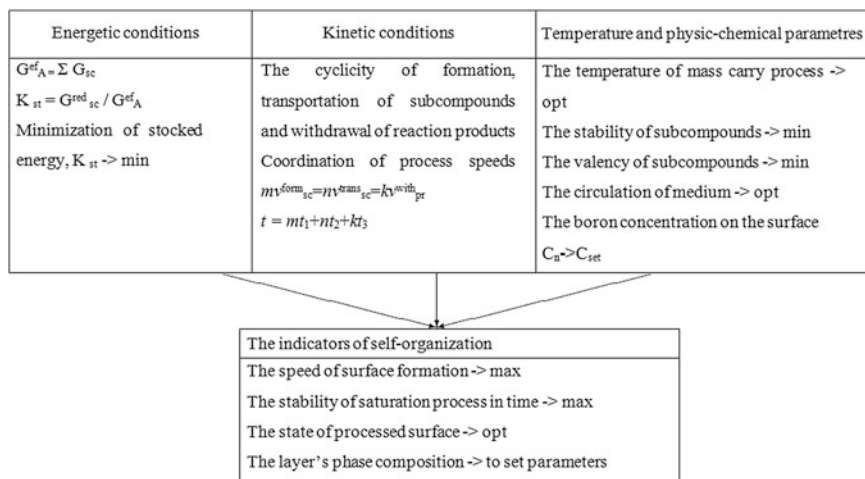 Energetic conditions
G^ef_A = Σ G_sc
K_st = G^red_sc / G^ef_A
Minimization of stocked
energy, K_st -> min
Kinetic conditions
The cyclicity of formation,
transportation of subcompounds
and withdrawal of reaction products
Coordination of process speeds
mv^form_sc=nv^trans_sc=kv^with_pr
t = mt₁+nt₂+kt₃
Temperature and physic-chemical parametres
The temperature of mass carry process ->
opt
The stability of subcompounds -> min
The valency of subcompounds -> min
The circulation of medium -> opt
The boron concentration on the surface
C_n->C_set
The indicators of self-organization
The speed of surface formation -> max
The stability of saturation process in time -> max
The state of processed surface -> opt
The layer's phase composition -> to set parameters